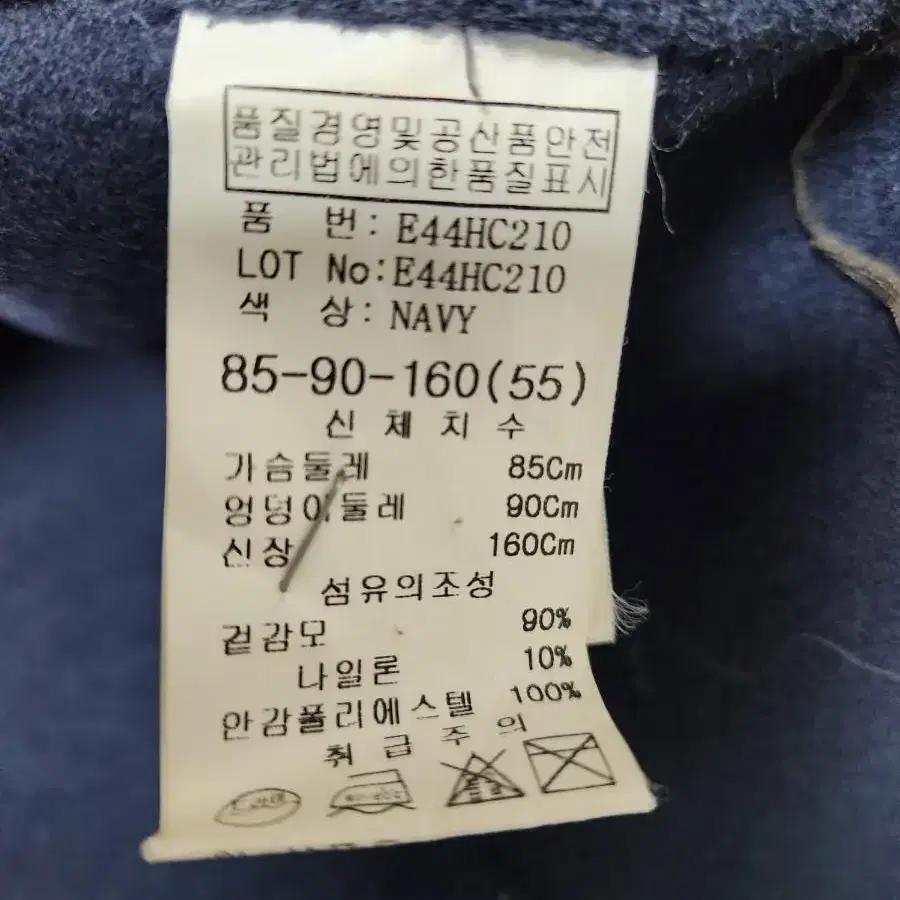 품질경영및공산품안전
관리법에의한품질표시
품 번: E44HC210
LOT No:E44HC210
색 상: NAVY
85-90-160(55)
신 체 치 수
가슴둘레 85Cm
엉덩이둘레 90Cm
신장 160Cm
섬유의조성
겉감모 90%
나일론 10%
안감폴리에스텔 100%
취 급 주 의
드라이